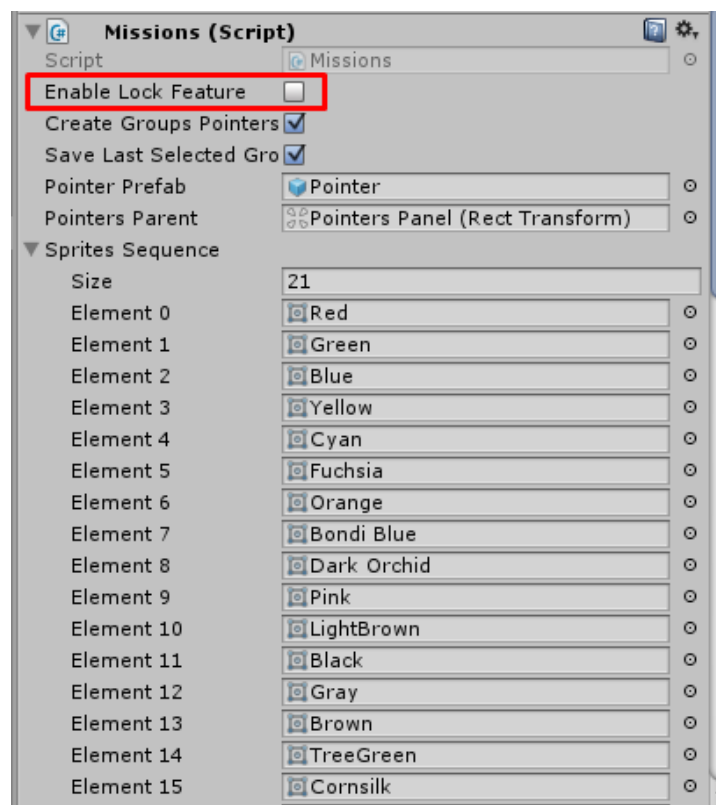 Missions (Script)
Script Missions
Enable Lock Feature
Create Groups Pointers
Save Last Selected Gro
Pointer Prefab Pointer
Pointers Parent Pointers Panel (Rect Transform)
Sprites Sequence
Size 21
Element 0 Red
Element 1 Green
Element 2 Blue
Element 3 Yellow
Element 4 Cyan
Element 5 Fuchsia
Element 6 Orange
Element 7 Bondi Blue
Element 8 Dark Orchid
Element 9 Pink
Element 10 LightBrown
Element 11 Black
Element 12 Gray
Element 13 Brown
Element 14 TreeGreen
Element 15 Cornsilk